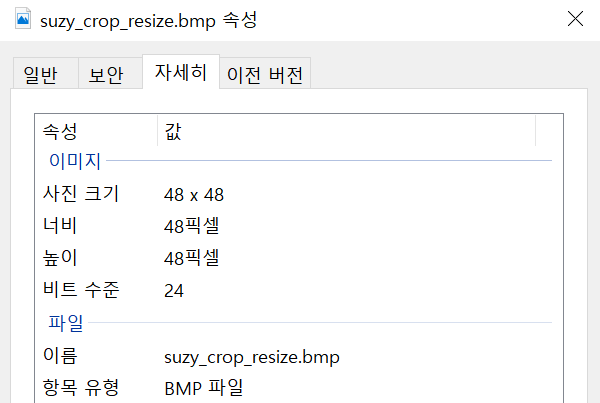 suzy_crop_resize.bmp 속성
일반 보안 자세히 이전 버전
속성 값
이미지
사진 크기 48 x 48
너비 48픽셀
높이 48픽셀
비트 수준 24
파일
이름 suzy_crop_resize.bmp
항목 유형 BMP 파일